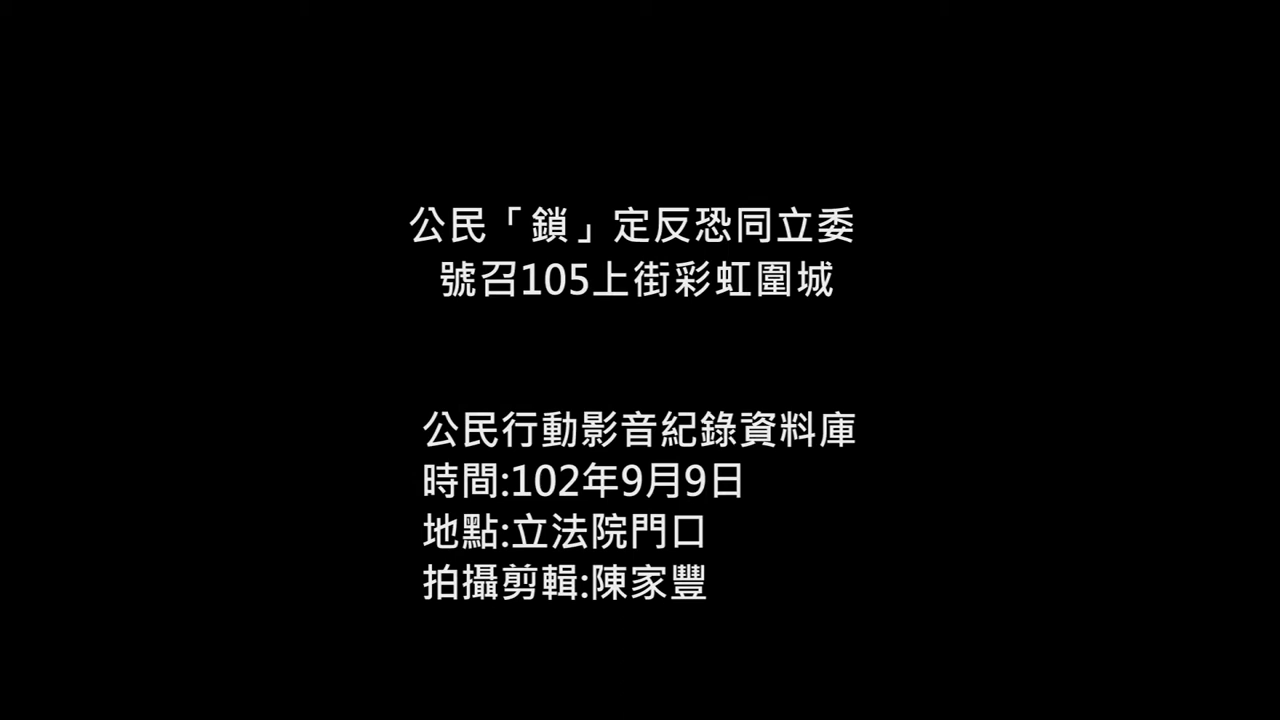 公民「鎖」定反恐同立委
號召105上街彩虹圍城
公民行動影音紀錄資料庫
時間:102年9月9日
地點:立法院門口
拍攝剪輯:陳家豐